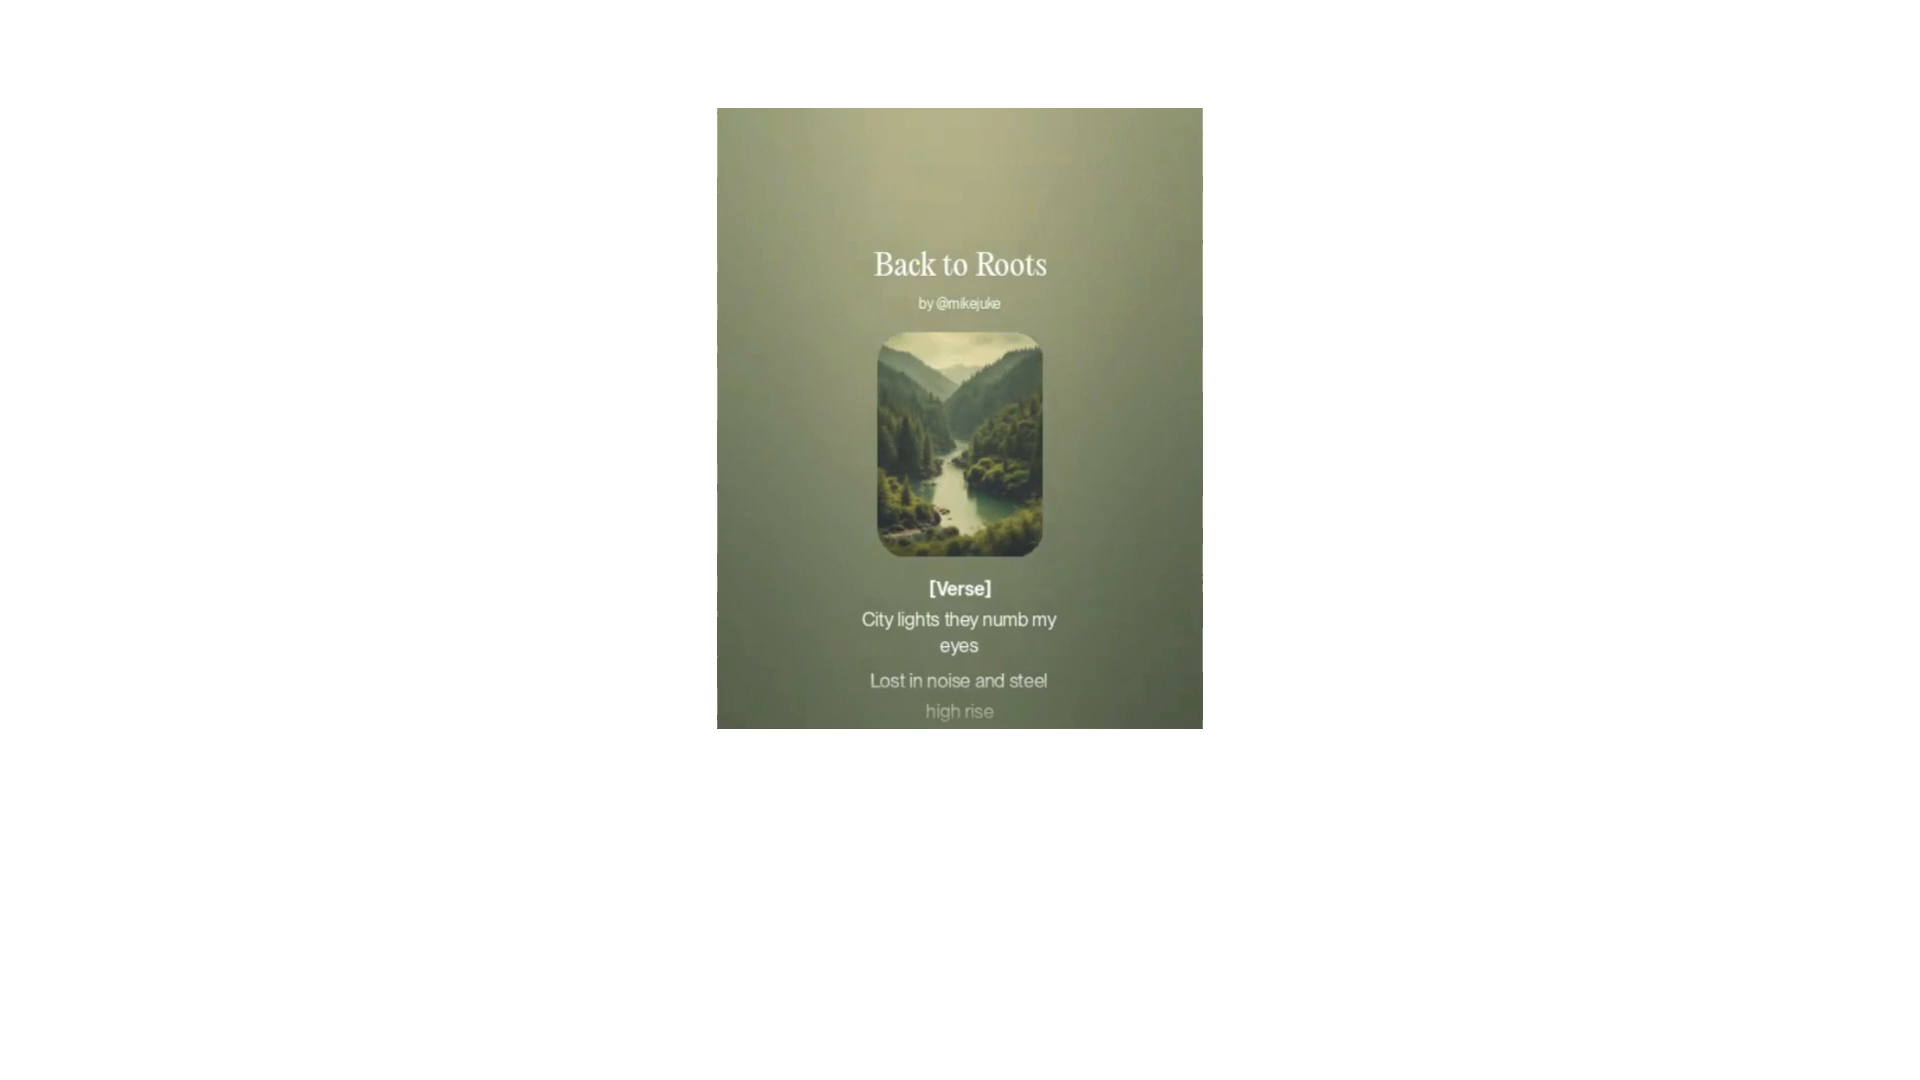 Back to Roots
by @mikejuke
[Verse]
City lights they numb my
eyes
Lost in noise and steel
high rise